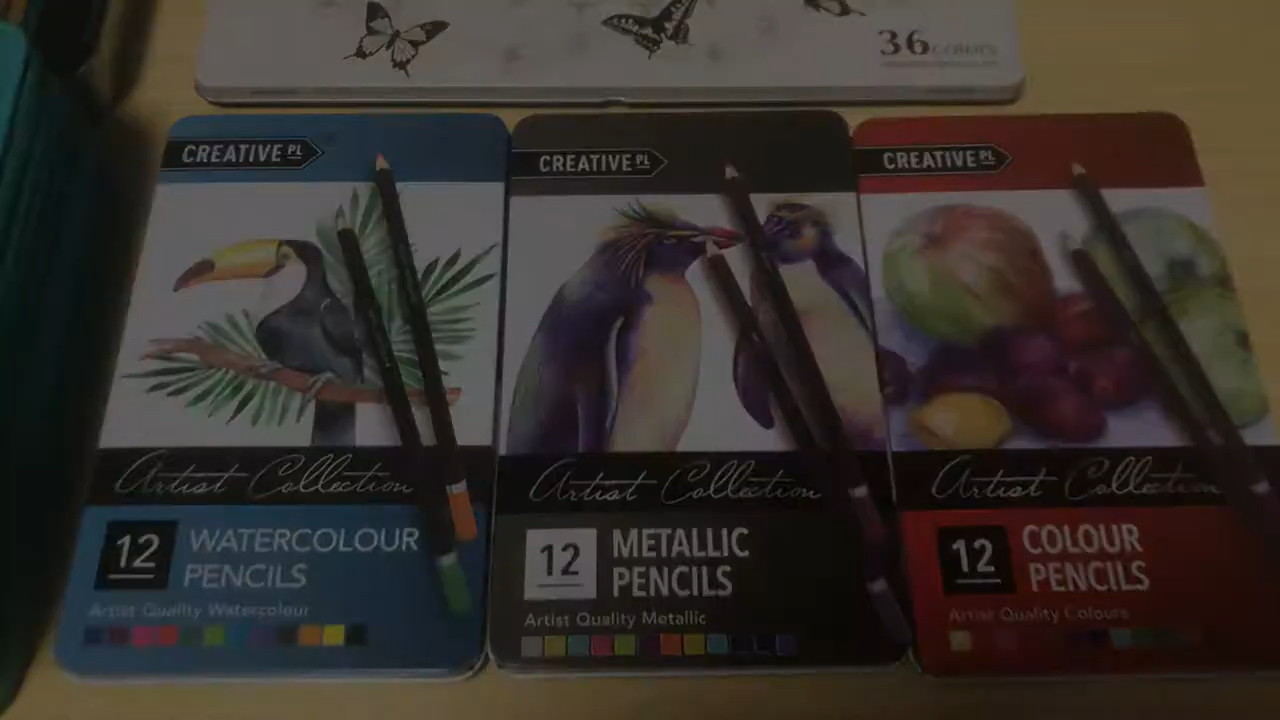 36 COLORS
CREATIVE PL
Artist Collection
12
WATERCOLOUR
PENCILS
Artist Quality Watercolour
CREATIVE PL
Artist Collection
12
METALLIC
PENCILS
Artist Quality Metallic
CREATIVE PL
Artist Collection
12
COLOUR
PENCILS
Artist Quality Colours